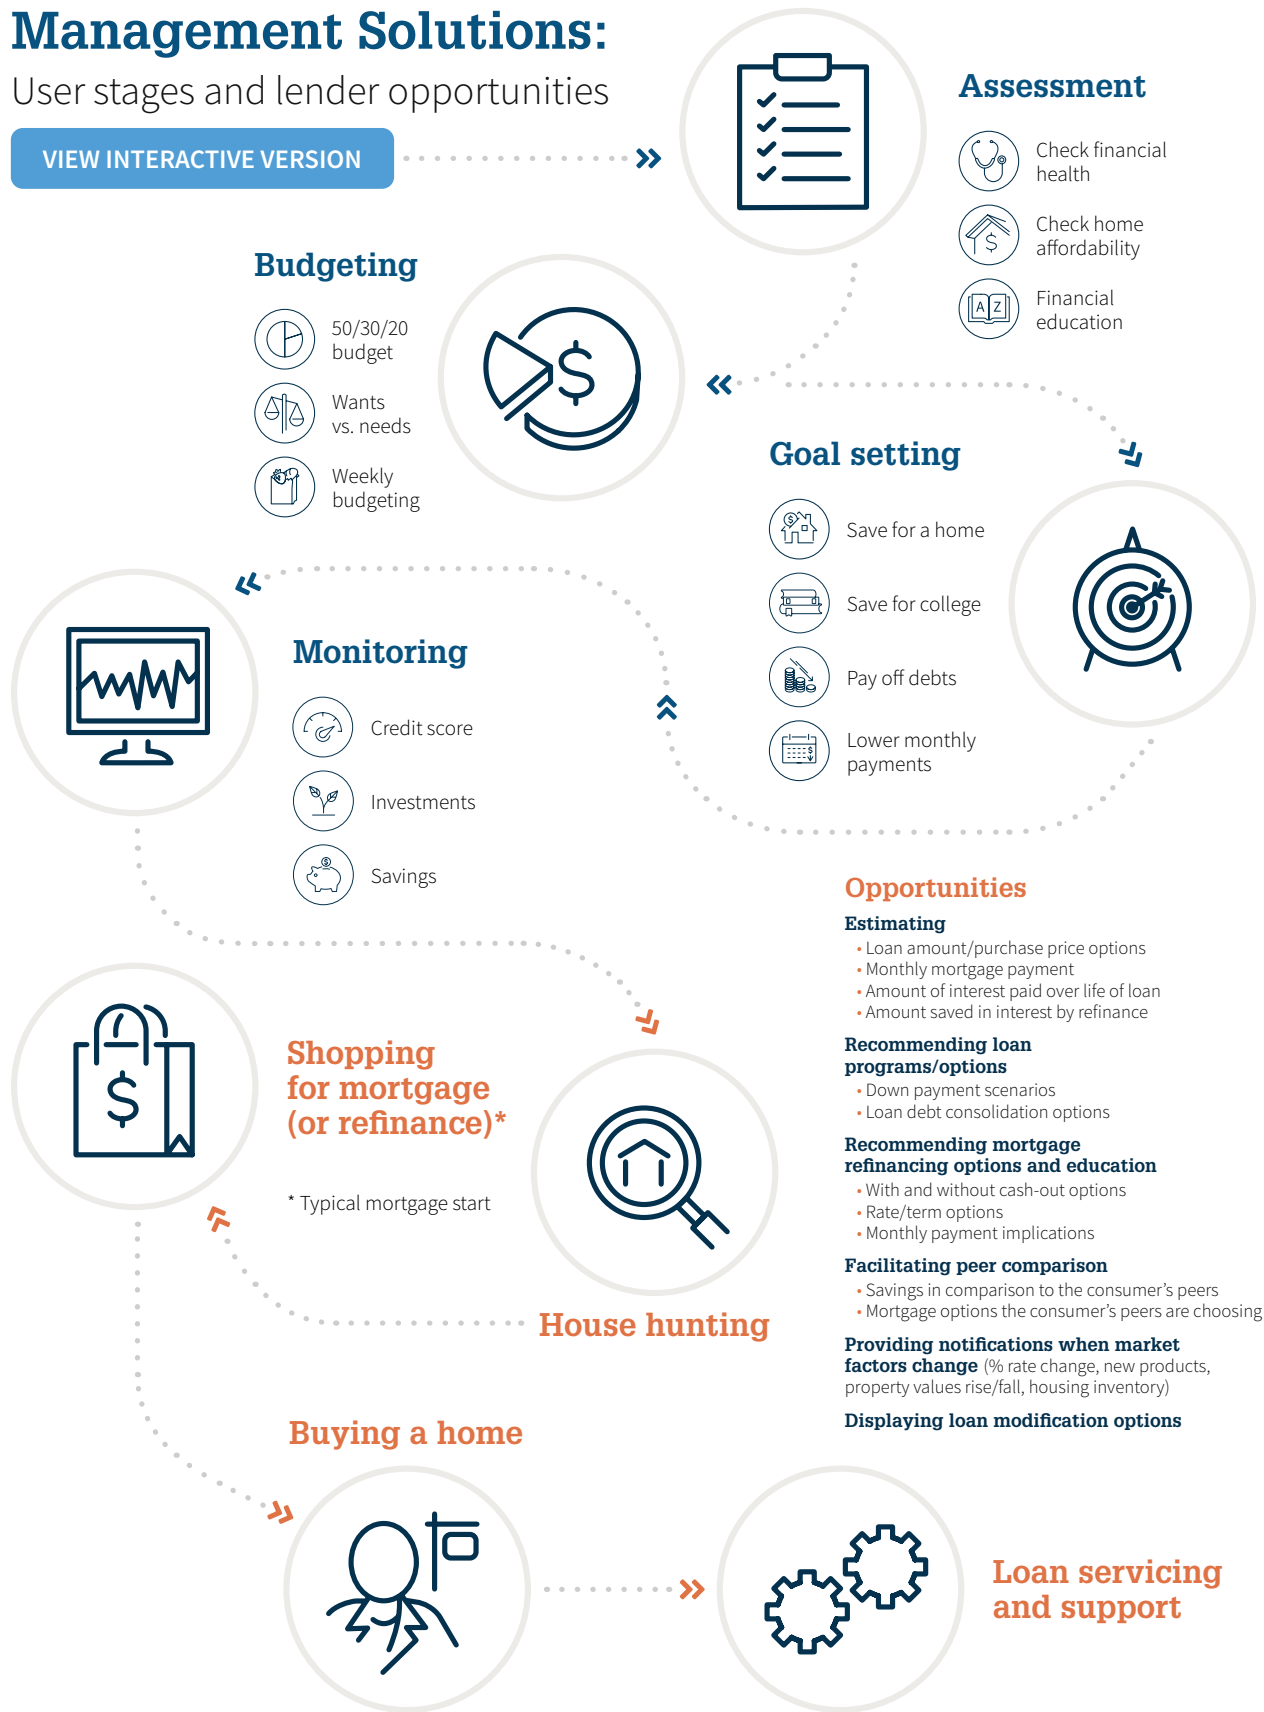 Management Solutions:
User stages and lender opportunities
VIEW INTERACTIVE VERSION
Assessment
Check financial
health
Check home
affordability
$
A Z
Financial
education
Budgeting
50/30/20
budget
Wants
vs. needs
Weekly
budgeting
$
Goal setting
$
Save for a home
Save for college
Pay off debts
$
Lower monthly
payments
Monitoring
Credit score
Investments
$
Savings
Opportunities
Estimating
• Loan amount/purchase price options
• Monthly mortgage payment
• Amount of interest paid over life of loan
• Amount saved in interest by refinance
Recommending loan
programs/options
• Down payment scenarios
• Loan debt consolidation options
Recommending mortgage
refinancing options and education
• With and without cash-out options
• Rate/term options
• Monthly payment implications
Facilitating peer comparison
• Savings in comparison to the consumer's peers
• Mortgage options the consumer's peers are choosing
Providing notifications when market
factors change (% rate change, new products,
property values rise/fall, housing inventory)
Displaying loan modification options
$
Shopping
for mortgage
(or refinance)*
* Typical mortgage start
House hunting
Buying a home
Loan servicing
and support